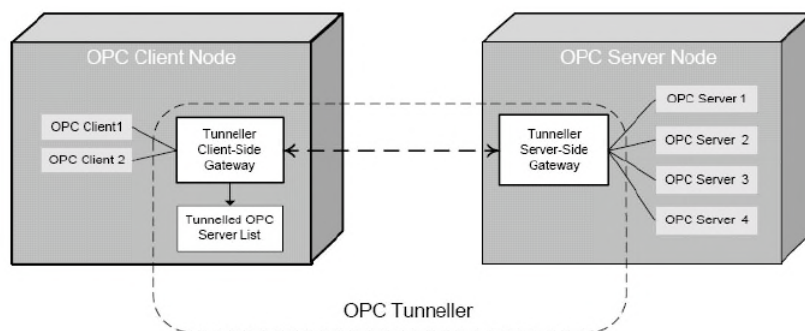 OPC Client Node
OPC Client1
OPC Client 2
Tunneller
Client-Side
Gateway
Tunnelled OPC
Server List
OPC Server Node
Tunneller
Server-Side
Gateway
OPC Server 1
OPC Server 2
OPC Server 3
OPC Server 4
OPC Tunneller